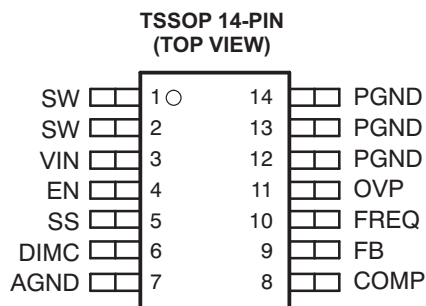 TSSOP 14-PIN
(TOP VIEW)
SW 1 14 PGND
SW 2 13 PGND
VIN 3 12 PGND
EN 4 11 OVP
SS 5 10 FREQ
DIMC 6 9 FB
AGND 7 8 COMP